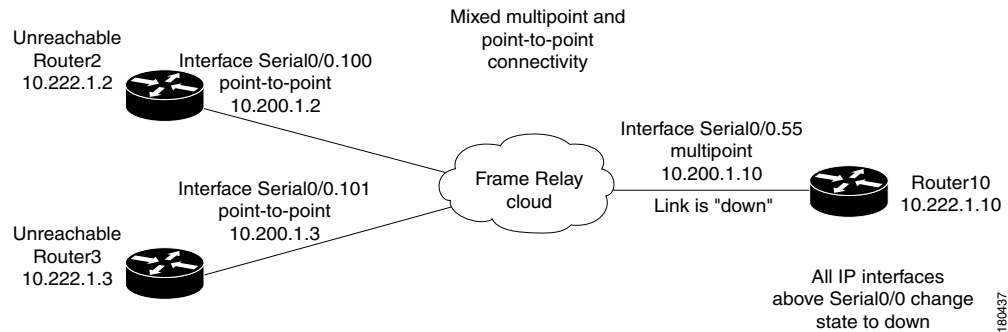 Mixed multipoint and
point-to-point
connectivity
Unreachable
Router2
10.222.1.2
Interface Serial0/0.100
point-to-point
10.200.1.2
Interface Serial0/0.55
multipoint
10.200.1.10
Link is "down"
Frame Relay
cloud
Router10
10.222.1.10
Interface Serial0/0.101
point-to-point
10.200.1.3
Unreachable
Router3
10.222.1.3
All IP interfaces
above Serial0/0 change
state to down
180437